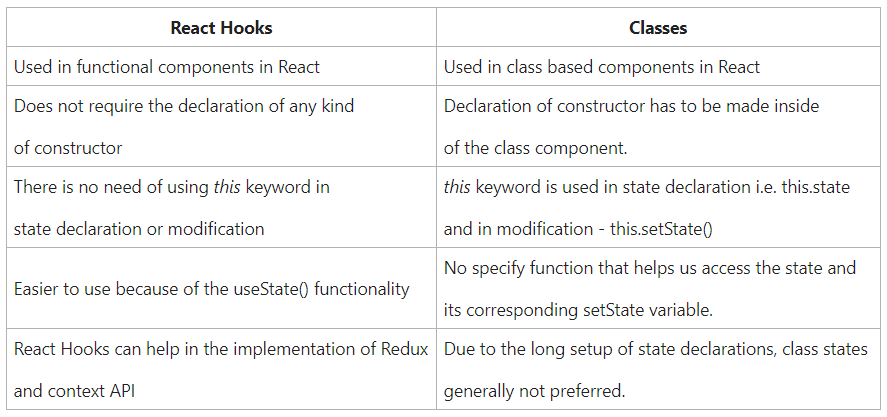 React Hooks
Classes
Used in functional components in React
Used in class based components in React
Does not require the declaration of any kind
of constructor
Declaration of constructor has to be made inside
of the class component.
There is no need of using this keyword in
state declaration or modification
this keyword is used in state declaration i.e. this.state
and in modification - this.setState()
Easier to use because of the useState() functionality
No specify function that helps us access the state and
its corresponding setState variable.
React Hooks can help in the implementation of Redux
and context API
Due to the long setup of state declarations, class states
generally not preferred.